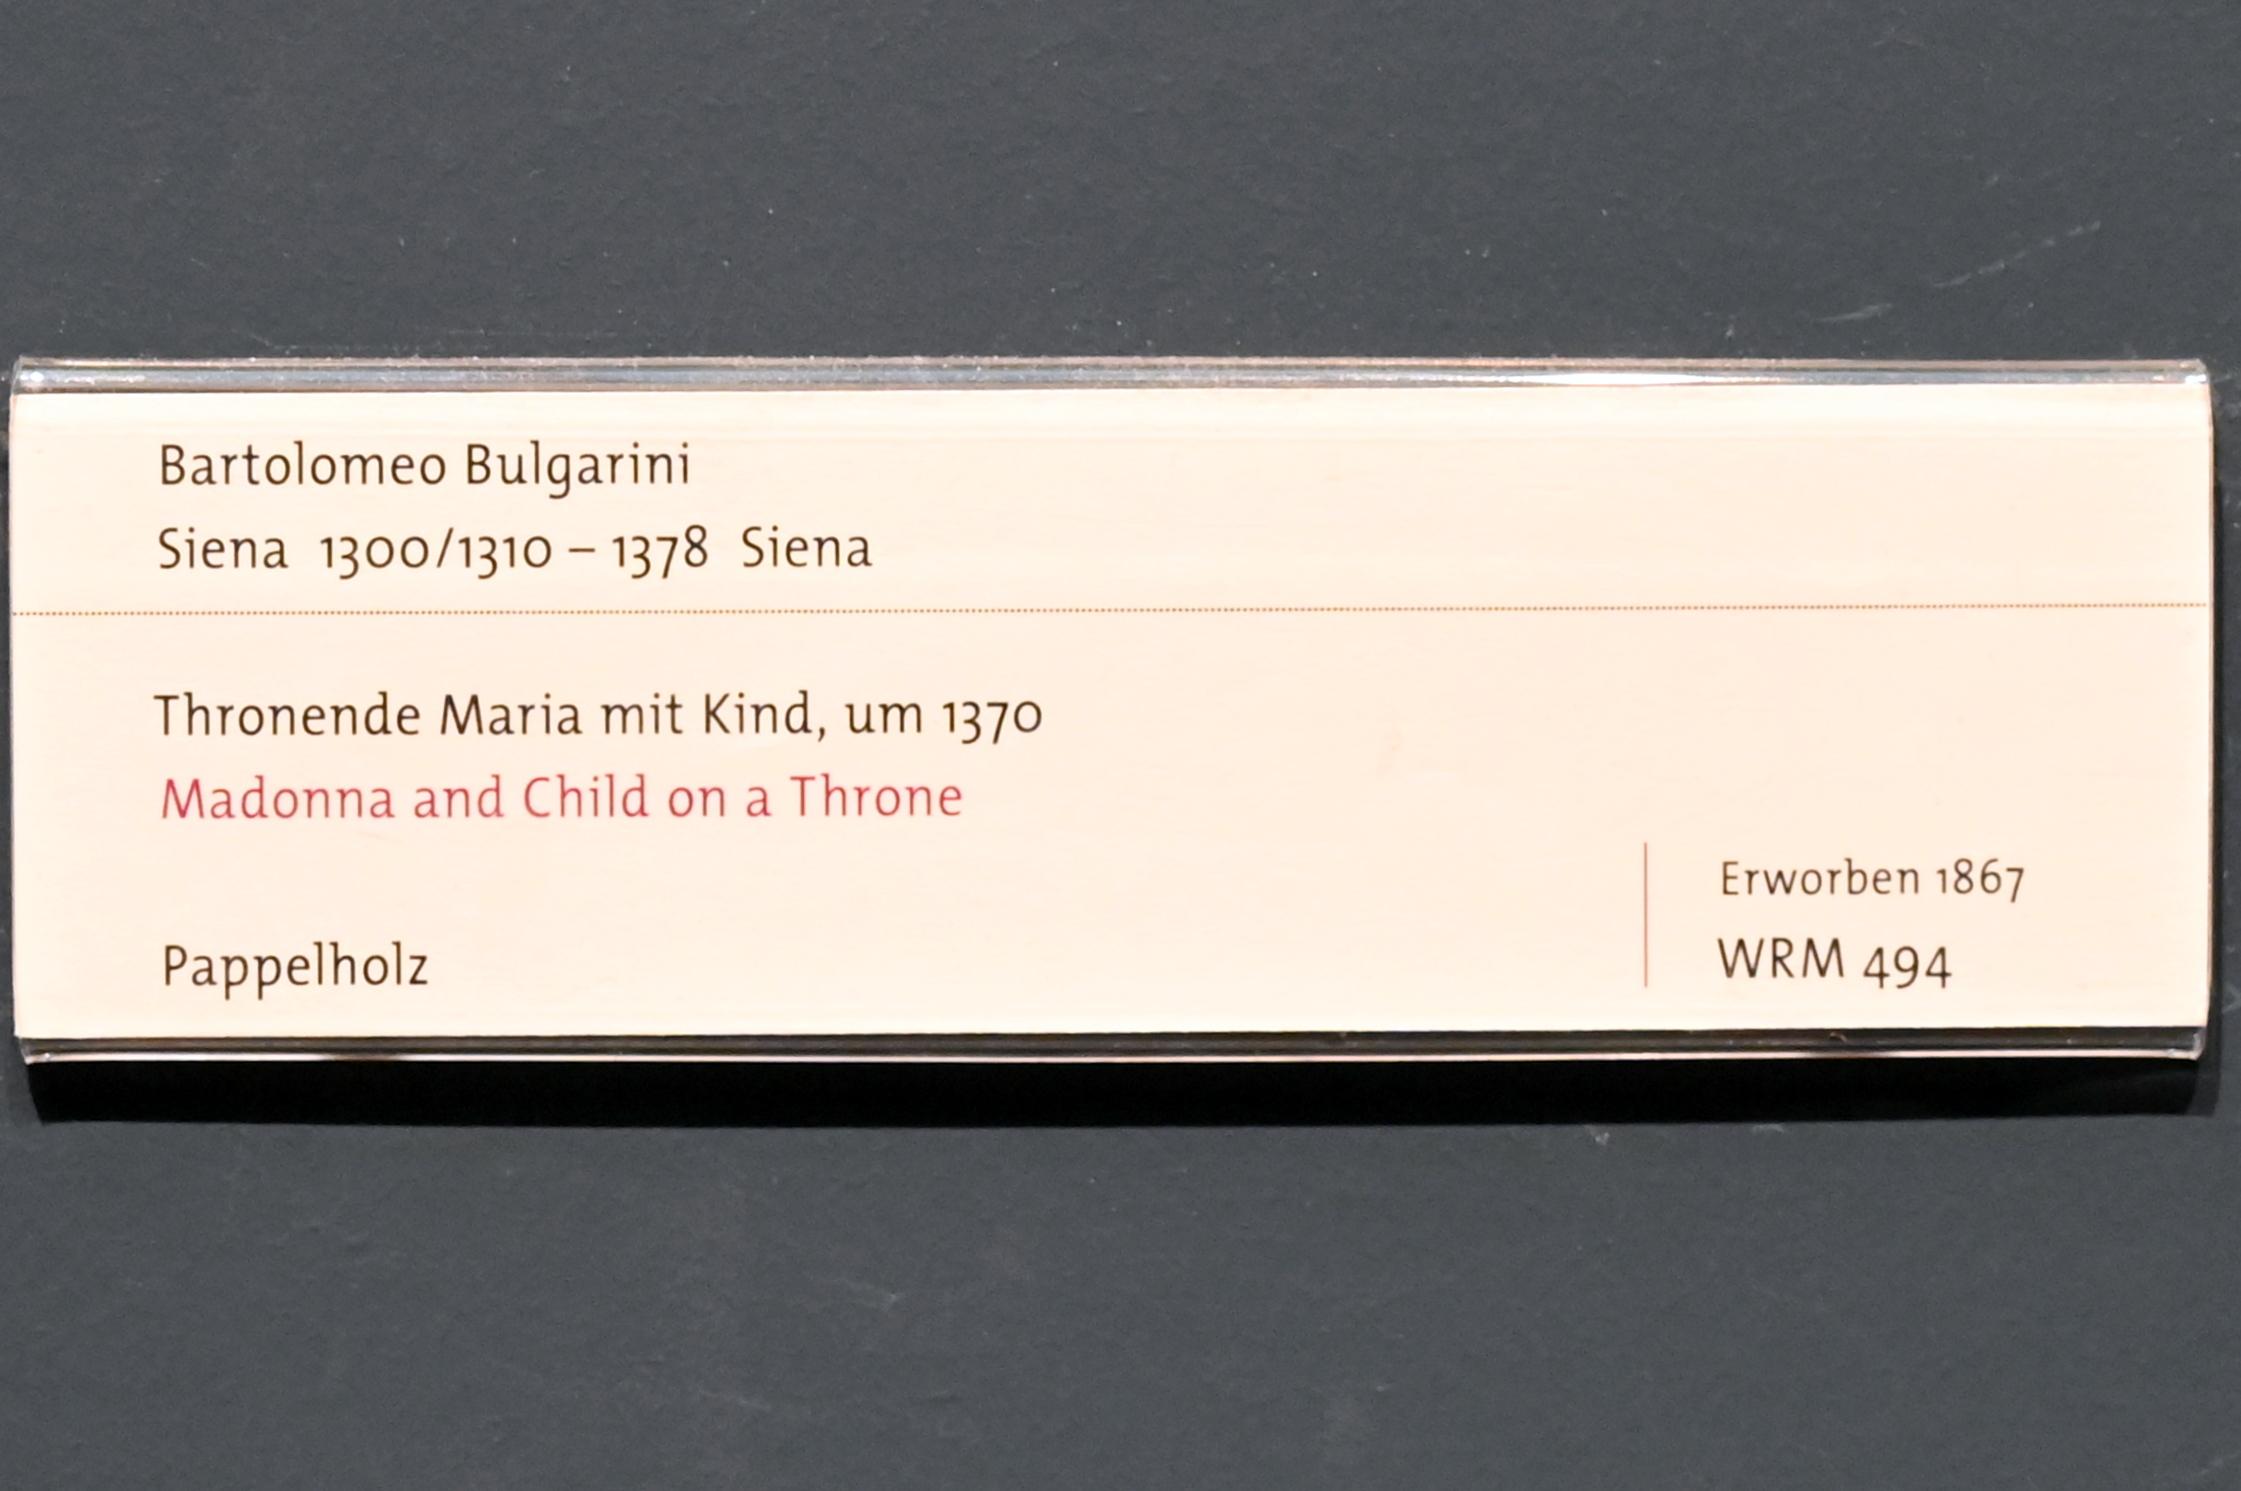 Bartolomeo Bulgarini
Siena 1300/1310 – 1378 Siena
Thronende Maria mit Kind, um 1370
Madonna and Child on a Throne
Pappelholz
Erworben 1867
WRM 494